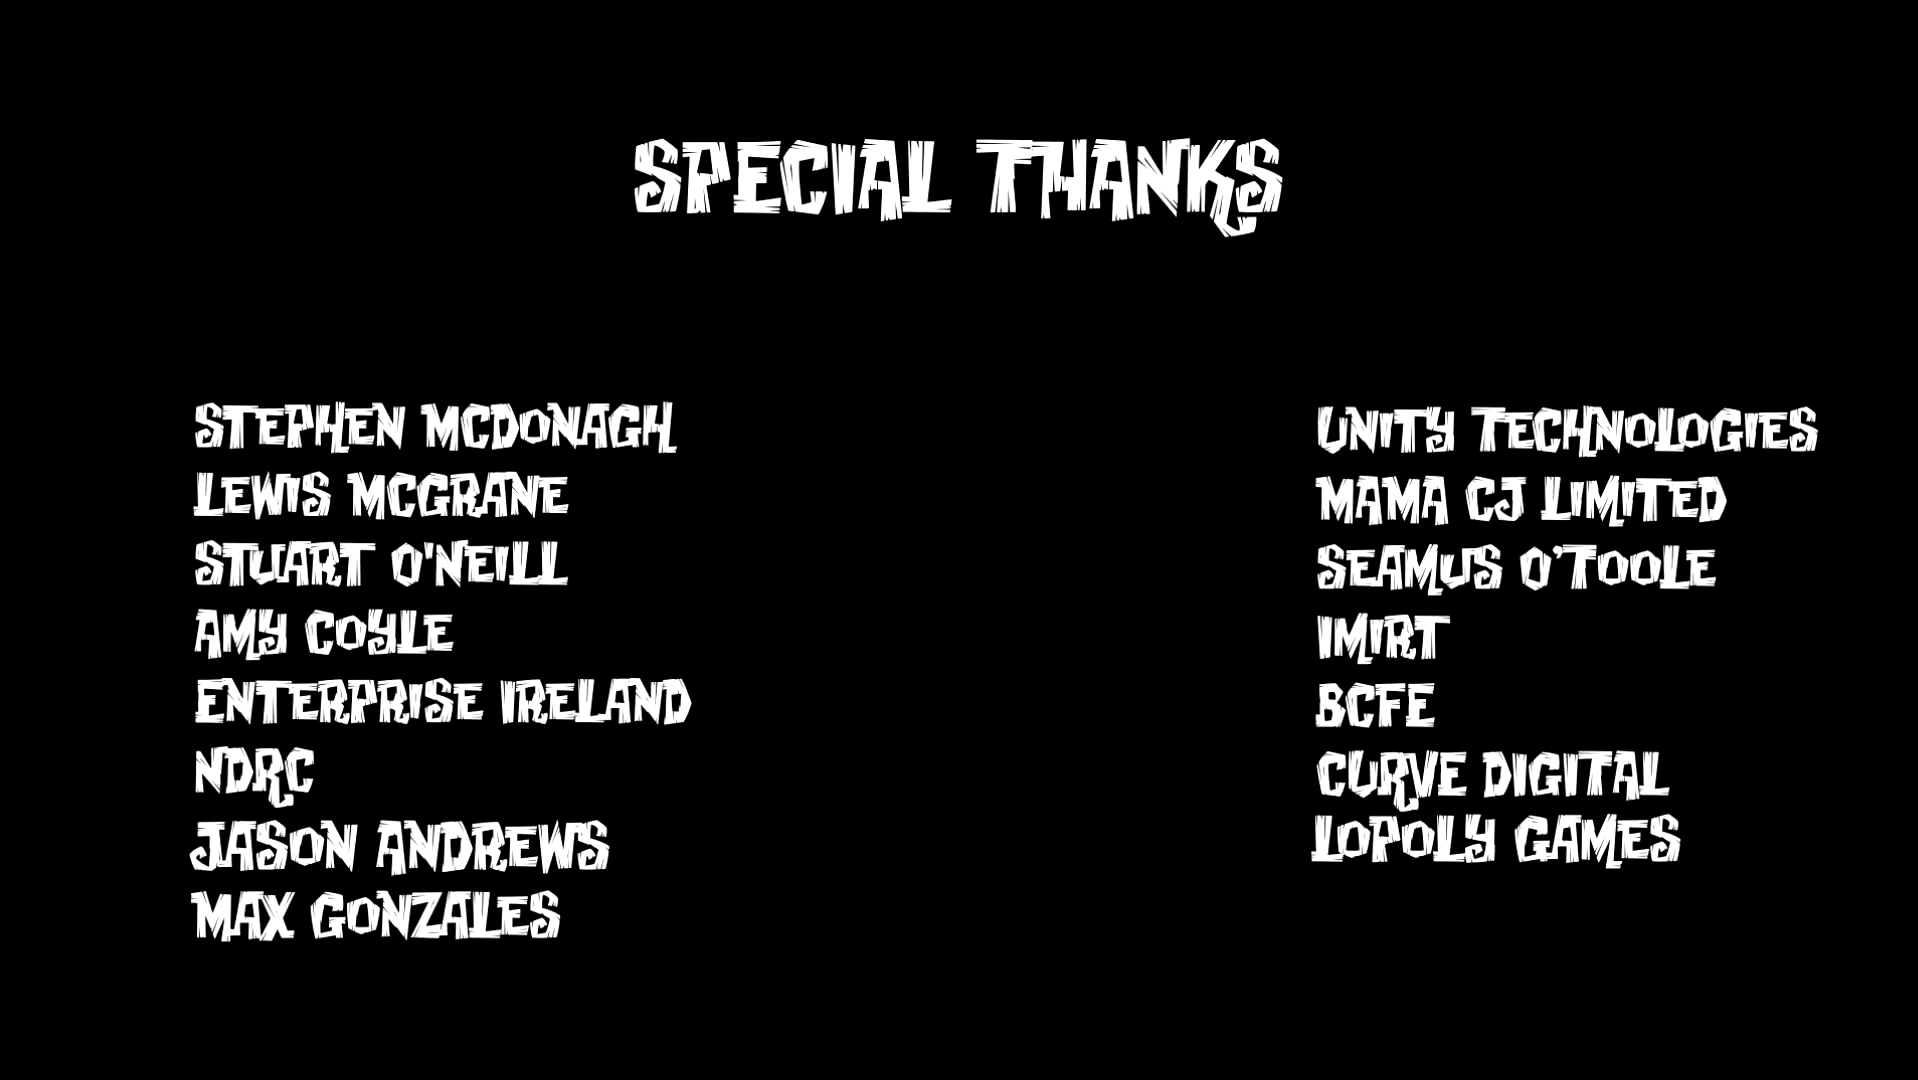 SPECIAL THANKS
STEPHEN MCDONAGH
LEWIS MCGRANE
STUART O'NEILL
AMY COYLE
ENTERPRISE IRELAND
NDRC
JASON ANDREWS
MAX GONZALES
UNITY TECHNOLOGIES
MAMA CJ LIMITED
SEAMUS O'TOOLE
IMIRT
BCFE
CURVE DIGITAL
LOPOLY GAMES